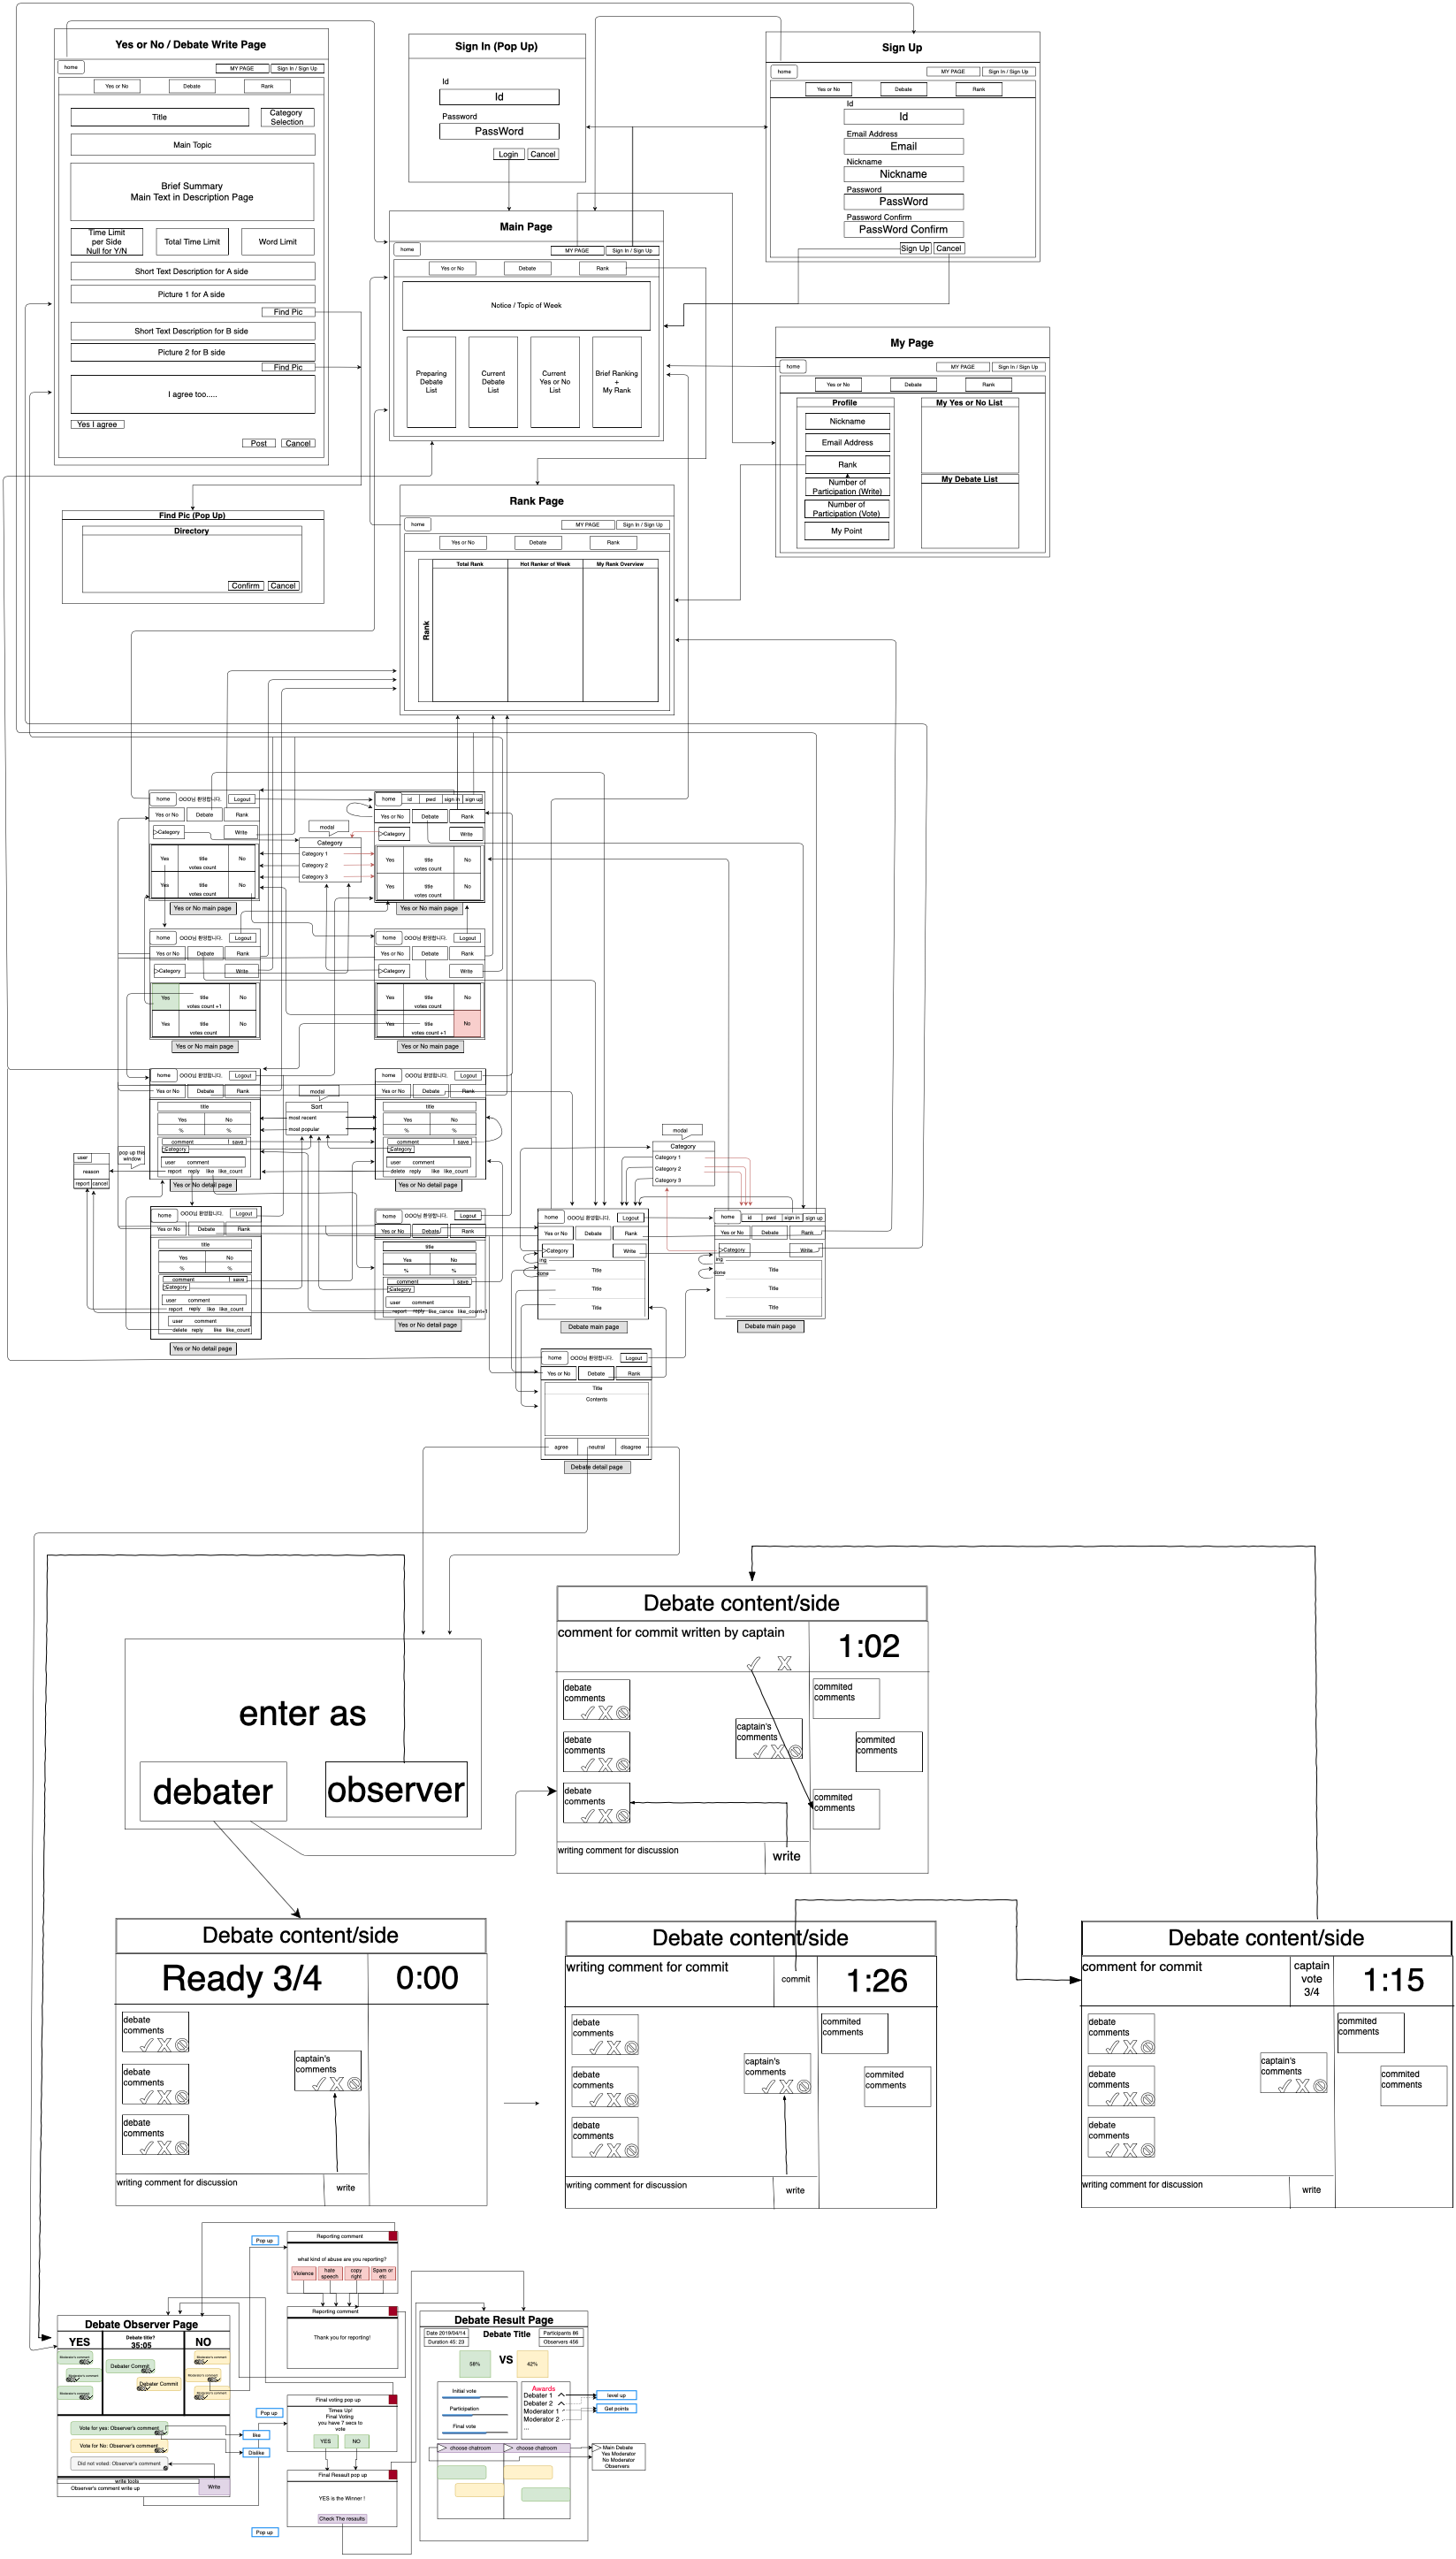 Yes or No / Debate Write Page
home
MY PAGE
Sign In / Sign Up
Yes or No
Debate
Rank
Title
Category
Selection
Main Topic
Brief Summary
Main Text in Description Page
Time Limit
per Side
Null for Y/N
Total Time Limit
Word Limit
Short Text Description for A side
Picture 1 for A side
Find Pic
Short Text Description for B side
Picture 2 for B side
Find Pic
I agree too.....
Yes I agree
Post
Cancel
Sign In (Pop Up)
Id
Id
Password
PassWord
Login
Cancel
Sign Up
home
MY PAGE
Sign In / Sign Up
Yes or No
Debate
Rank
Id
Id
Email Address
Email
Nickname
Nickname
Password
PassWord
Password Confirm
PassWord Confirm
Sign Up
Cancel
Main Page
home
MY PAGE
Sign In / Sign Up
Yes or No
Debate
Rank
Notice / Topic of Week
Preparing
Debate
List
Current
Debate
List
Current
Yes or No
List
Brief Ranking
+
My Rank
My Page
home
MY PAGE
Sign In / Sign Up
Yes or No
Debate
Rank
Profile
Nickname
Email Address
Rank
Number of
Participation (Write)
Number of
Participation (Vote)
My Point
My Yes or No List
My Debate List
Find Pic (Pop Up)
Directory
Confirm
Cancel
Rank Page
home
MY PAGE
Sign In / Sign Up
Yes or No
Debate
Rank
Rank
Total Rank
Hot Ranker of Week
My Rank Overview
home
OOO님 환영합니다.
Logout
Yes or No
Debate
Rank
Category
Write
Yes
title
votes count
No
Yes
title
votes count
No
Yes or No main page
modal
Category
Category 1
Category 2
Category 3
home
id
pwd
sign in
sign up
Yes or No
Debate
Rank
Category
Write
Yes
title
votes count
No
Yes
title
votes count
No
Yes or No main page
home
OOO님 환영합니다.
Logout
Yes or No
Debate
Rank
Category
Write
Yes
title
votes count +1
No
Yes
title
votes count
No
Yes or No main page
home
OOO님 환영합니다.
Logout
Yes or No
Debate
Rank
Category
Write
Yes
title
votes count
No
Yes
title
votes count +1
No
Yes or No main page
home
OOO님 환영합니다.
Logout
Yes or No
Debate
Rank
title
Yes
No
%
%
comment
save
Category
user
comment
report
reply
like
like_count
Yes or No detail page
modal
Sort
most recent
most popular
home
OOO님 환영합니다.
Logout
Yes or No
Debate
Rank
title
Yes
No
%
%
comment
save
Category
user
comment
delete
reply
like
like_count
Yes or No detail page
pop up this
window
user
reason
report
cancel
home
OOO님 환영합니다.
Logout
Yes or No
Debate
Rank
title
Yes
No
%
%
comment
save
Category
user
comment
report
reply
like
like_count
user
comment
delete
reply
like
like_count
Yes or No detail page
home
OOO님 환영합니다.
Logout
Yes or No
Debate
Rank
title
Yes
No
%
%
comment
save
Category
user
comment
report
reply
like_cancle
like_count+1
Yes or No detail page
modal
Category
Category 1
Category 2
Category 3
home
OOO님 환영합니다.
Logout
Yes or No
Debate
Rank
Category
Write
ing
done
Title
Title
Title
Debate main page
home
id
pwd
sign in
sign up
Yes or No
Debate
Rank
Category
Write
ing
done
Title
Title
Title
Debate main page
home
OOO님 환영합니다.
Logout
Yes or No
Debate
Rank
Title
Contents
agree
neutral
disagree
Debate detail page
enter as
debater
observer
Debate content/side
comment for commit written by captain
1:02
debate
comments
debate
comments
debate
comments
captain's
comments
commited
comments
commited
comments
commited
comments
writing comment for discussion
write
Debate content/side
Ready 3/4
0:00
debate
comments
debate
comments
debate
comments
captain's
comments
writing comment for discussion
write
Debate content/side
writing comment for commit
commit
1:26
debate
comments
debate
comments
debate
comments
captain's
comments
commited
comments
commited
comments
writing comment for discussion
write
Debate content/side
comment for commit
captain
vote
3/4
1:15
debate
comments
debate
comments
debate
comments
captain's
comments
commited
comments
commited
comments
writing comment for discussion
write
Pop up
Reporting comment
what kind of abuse are you reporting?
Violence
hate
speech
copy
right
Spam or
etc
Reporting comment
Thank you for reporting!
Debate Observer Page
YES
Debate title?
35:05
NO
Moderator's comment
Moderator's comment
Moderator's comment
Debater Commit
Debater Commit
Moderator's comment
Moderator's comment
Moderator's comment
Vote for yes: Observer's comment
Vote for No: Observer's comment
Did not voted: Observer's comment
write tools
Observer's comment write up
Write
like
Dislike
Pop up
Final voting pop up
Times Up!
Final Voting
you have 7 secs to
vote
YES
NO
Final Resault pop up
YES is the Winner !
Check The resaults
Pop up
Debate Result Page
Date 2019/04/14
Duration 45: 23
Debate Title
Participants 86
Observers 456
58%
VS
42%
Initial vote
Participation
Final vote
Awards
Debater 1
Debater 2
Moderator 1
Moderator 2
...
level up
Get points
choose chatroom
choose chatroom
Main Debate
Yes Moderator
No Moderator
Observers